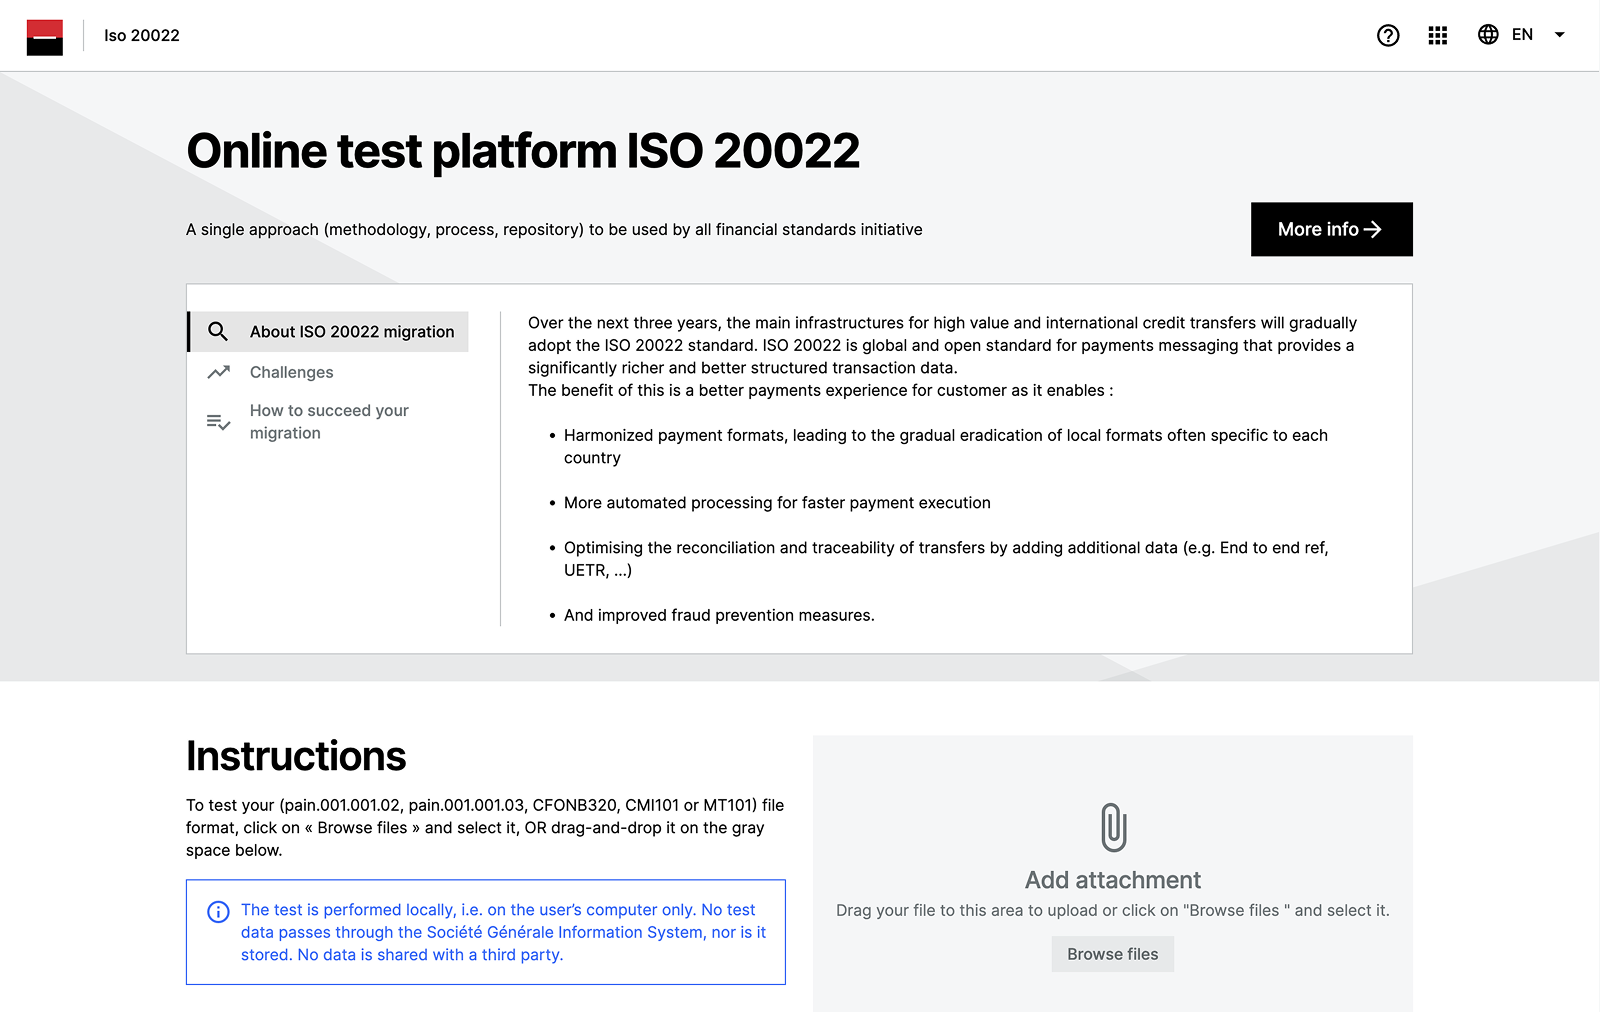 Iso 20022
EN
Online test platform ISO 20022
A single approach (methodology, process, repository) to be used by all financial standards initiative
More info
About ISO 20022 migration
Challenges
How to succeed your
migration
Over the next three years, the main infrastructures for high value and international credit transfers will gradually
adopt the ISO 20022 standard. ISO 20022 is global and open standard for payments messaging that provides a
significantly richer and better structured transaction data.
The benefit of this is a better payments experience for customer as it enables :
• Harmonized payment formats, leading to the gradual eradication of local formats often specific to each
country
• More automated processing for faster payment execution
• Optimising the reconciliation and traceability of transfers by adding additional data (e.g. End to end ref,
UETR, ...)
• And improved fraud prevention measures.
Instructions
To test your (pain.001.001.02, pain.001.001.03, CFONB320, CMI101 or MT101) file
format, click on « Browse files » and select it, OR drag-and-drop it on the gray
space below.
The test is performed locally, i.e. on the user’s computer only. No test
data passes through the Société Générale Information System, nor is it
stored. No data is shared with a third party.
Add attachment
Drag your file to this area to upload or click on "Browse files " and select it.
Browse files